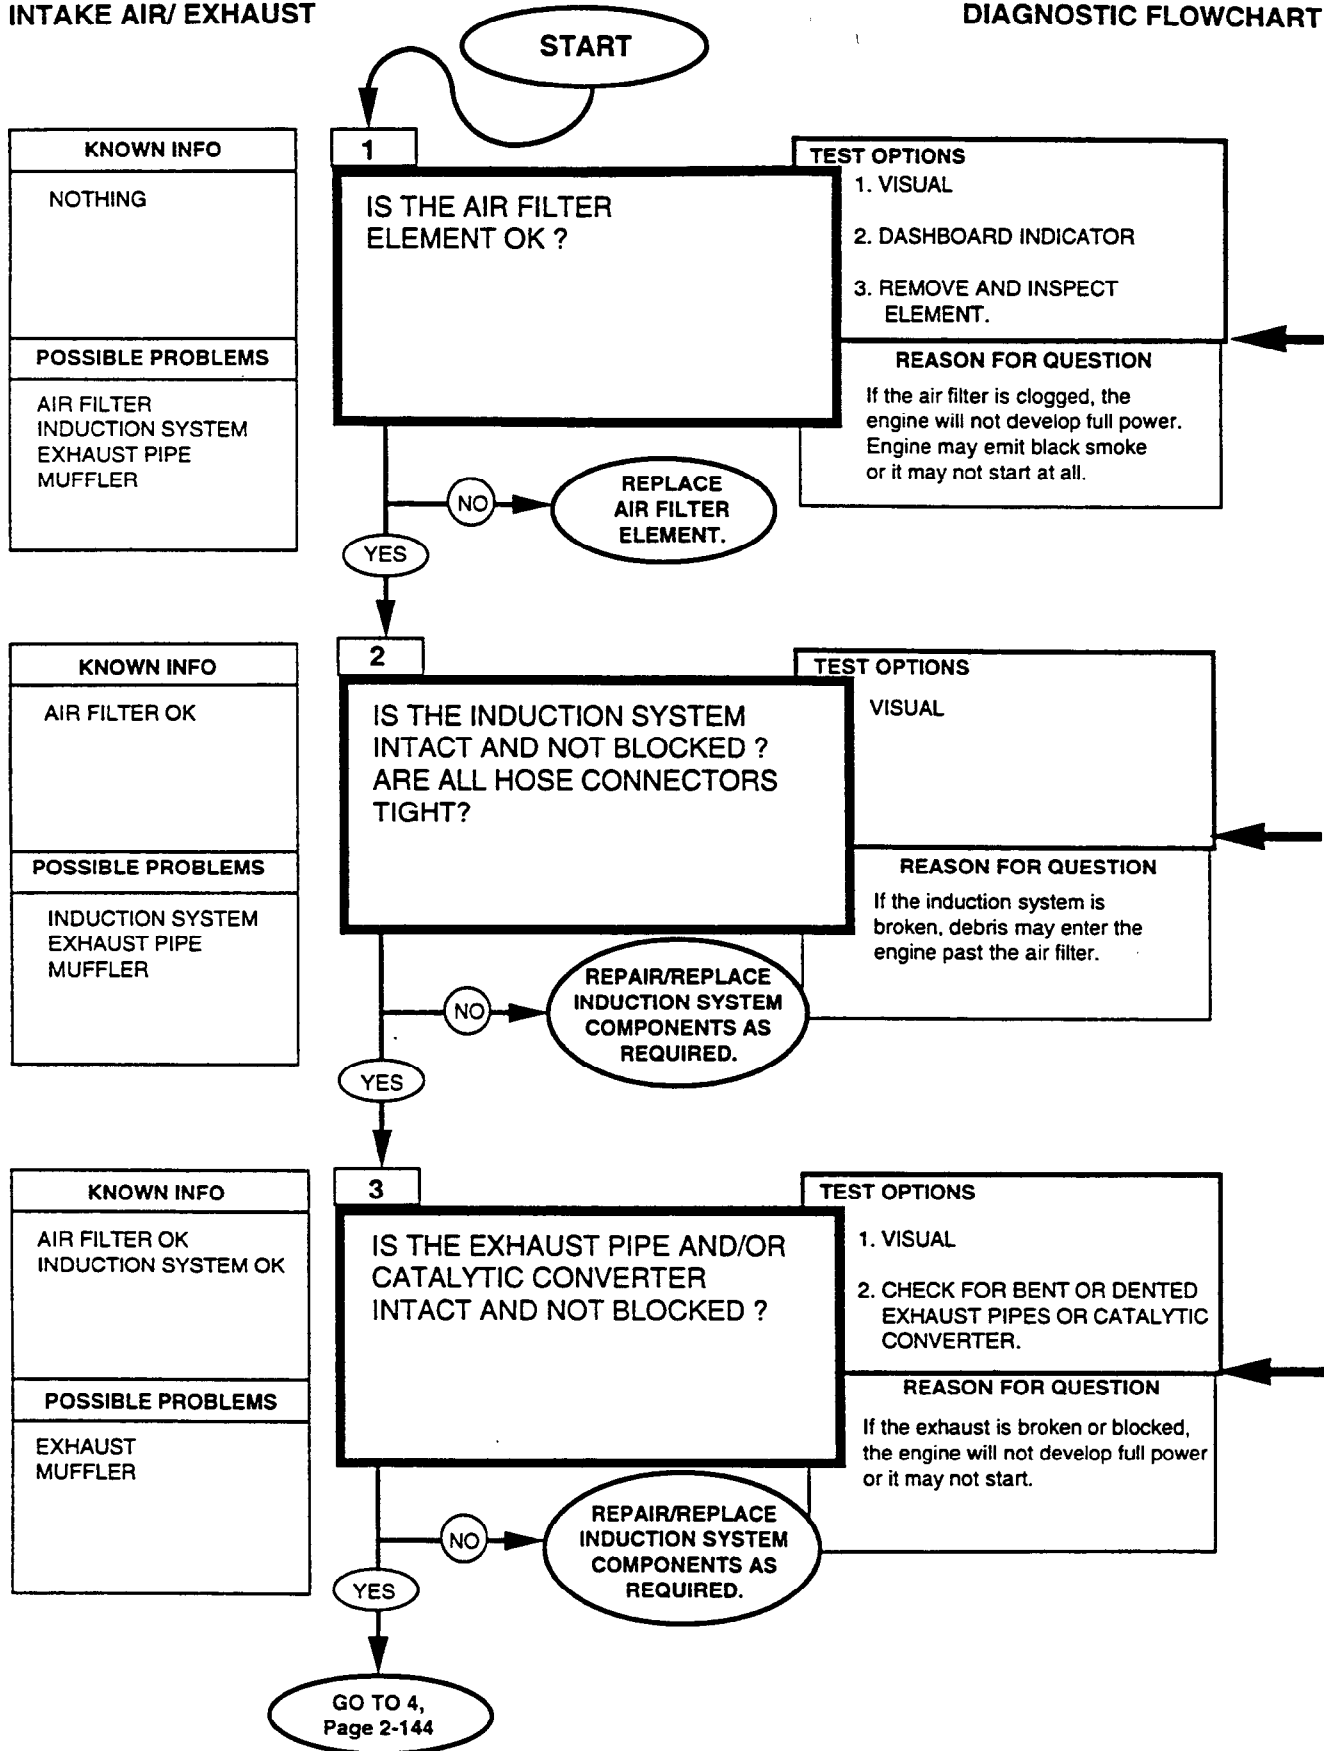 INTAKE AIR/ EXHAUST
DIAGNOSTIC FLOWCHART
START
KNOWN INFO
NOTHING
POSSIBLE PROBLEMS
AIR FILTER
INDUCTION SYSTEM
EXHAUST PIPE
MUFFLER
1
IS THE AIR FILTER
ELEMENT OK ?
TEST OPTIONS
1. VISUAL
2. DASHBOARD INDICATOR
3. REMOVE AND INSPECT
ELEMENT.
REASON FOR QUESTION
If the air filter is clogged, the
engine will not develop full power.
Engine may emit black smoke
or it may not start at all.
NO
REPLACE
AIR FILTER
ELEMENT.
YES
KNOWN INFO
AIR FILTER OK
POSSIBLE PROBLEMS
INDUCTION SYSTEM
EXHAUST PIPE
MUFFLER
2
IS THE INDUCTION SYSTEM
INTACT AND NOT BLOCKED ?
ARE ALL HOSE CONNECTORS
TIGHT?
TEST OPTIONS
VISUAL
REASON FOR QUESTION
If the induction system is
broken, debris may enter the
engine past the air filter.
NO
REPAIR/REPLACE
INDUCTION SYSTEM
COMPONENTS AS
REQUIRED.
YES
KNOWN INFO
AIR FILTER OK
INDUCTION SYSTEM OK
POSSIBLE PROBLEMS
EXHAUST
MUFFLER
3
IS THE EXHAUST PIPE AND/OR
CATALYTIC CONVERTER
INTACT AND NOT BLOCKED ?
TEST OPTIONS
1. VISUAL
2. CHECK FOR BENT OR DENTED
EXHAUST PIPES OR CATALYTIC
CONVERTER.
REASON FOR QUESTION
If the exhaust is broken or blocked,
the engine will not develop full power
or it may not start.
NO
REPAIR/REPLACE
INDUCTION SYSTEM
COMPONENTS AS
REQUIRED.
YES
GO TO 4,
Page 2-144